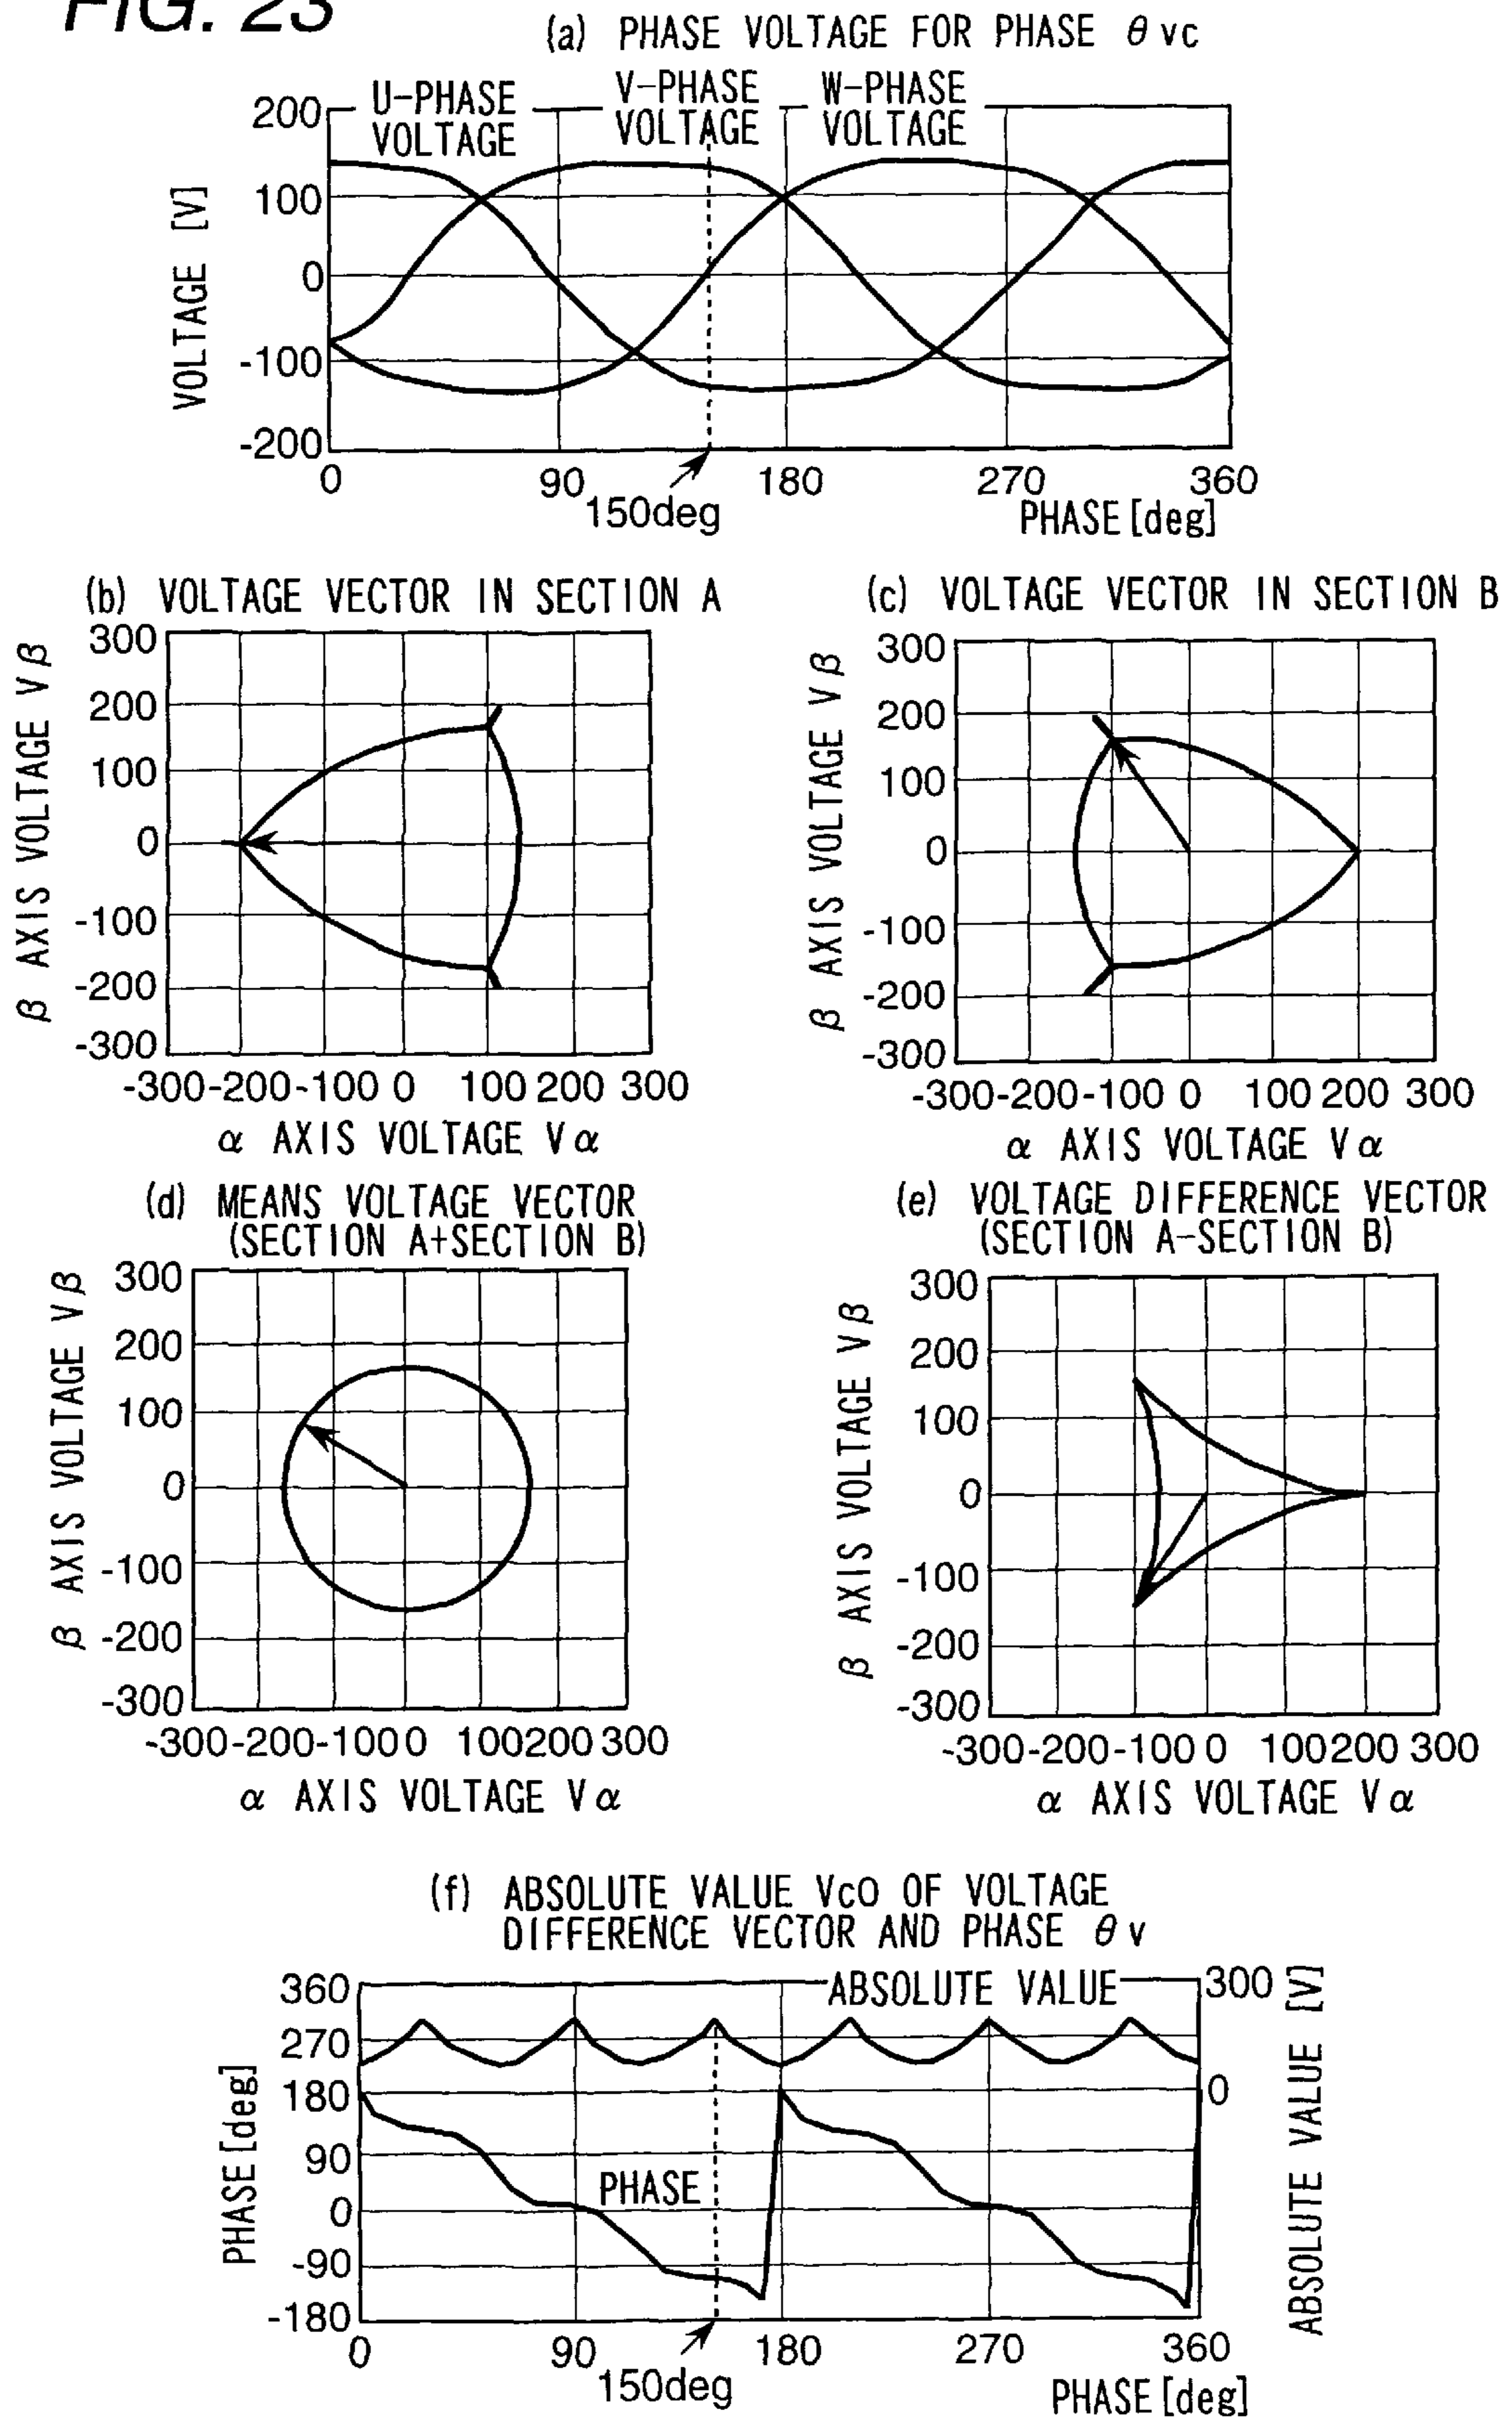 FIG. 23
(a) PHASE VOLTAGE FOR PHASE θvc
U-PHASE VOLTAGE
V-PHASE VOLTAGE
W-PHASE VOLTAGE
VOLTAGE [V]
200
100
0
-100
-200
0
90
150deg
180
270
360
PHASE [deg]
(b) VOLTAGE VECTOR IN SECTION A
β AXIS VOLTAGE Vβ
300
200
100
0
-100
-200
-300
-300 -200 -100 0 100 200 300
α AXIS VOLTAGE Vα
(c) VOLTAGE VECTOR IN SECTION B
β AXIS VOLTAGE Vβ
300
200
100
0
-100
-200
-300
-300 -200 -100 0 100 200 300
α AXIS VOLTAGE Vα
(d) MEANS VOLTAGE VECTOR
(SECTION A+SECTION B)
β AXIS VOLTAGE Vβ
300
200
100
0
-100
-200
-300
-300 -200 -100 0 100 200 300
α AXIS VOLTAGE Vα
(e) VOLTAGE DIFFERENCE VECTOR
(SECTION A-SECTION B)
β AXIS VOLTAGE Vβ
300
200
100
0
-100
-200
-300
-300 -200 -100 0 100 200 300
α AXIS VOLTAGE Vα
(f) ABSOLUTE VALUE Vc0 OF VOLTAGE
DIFFERENCE VECTOR AND PHASE θv
PHASE [deg]
360
270
180
90
0
-90
-180
ABSOLUTE VALUE
PHASE
300
0
ABSOLUTE VALUE [V]
0
90
150deg
180
270
360
PHASE [deg]